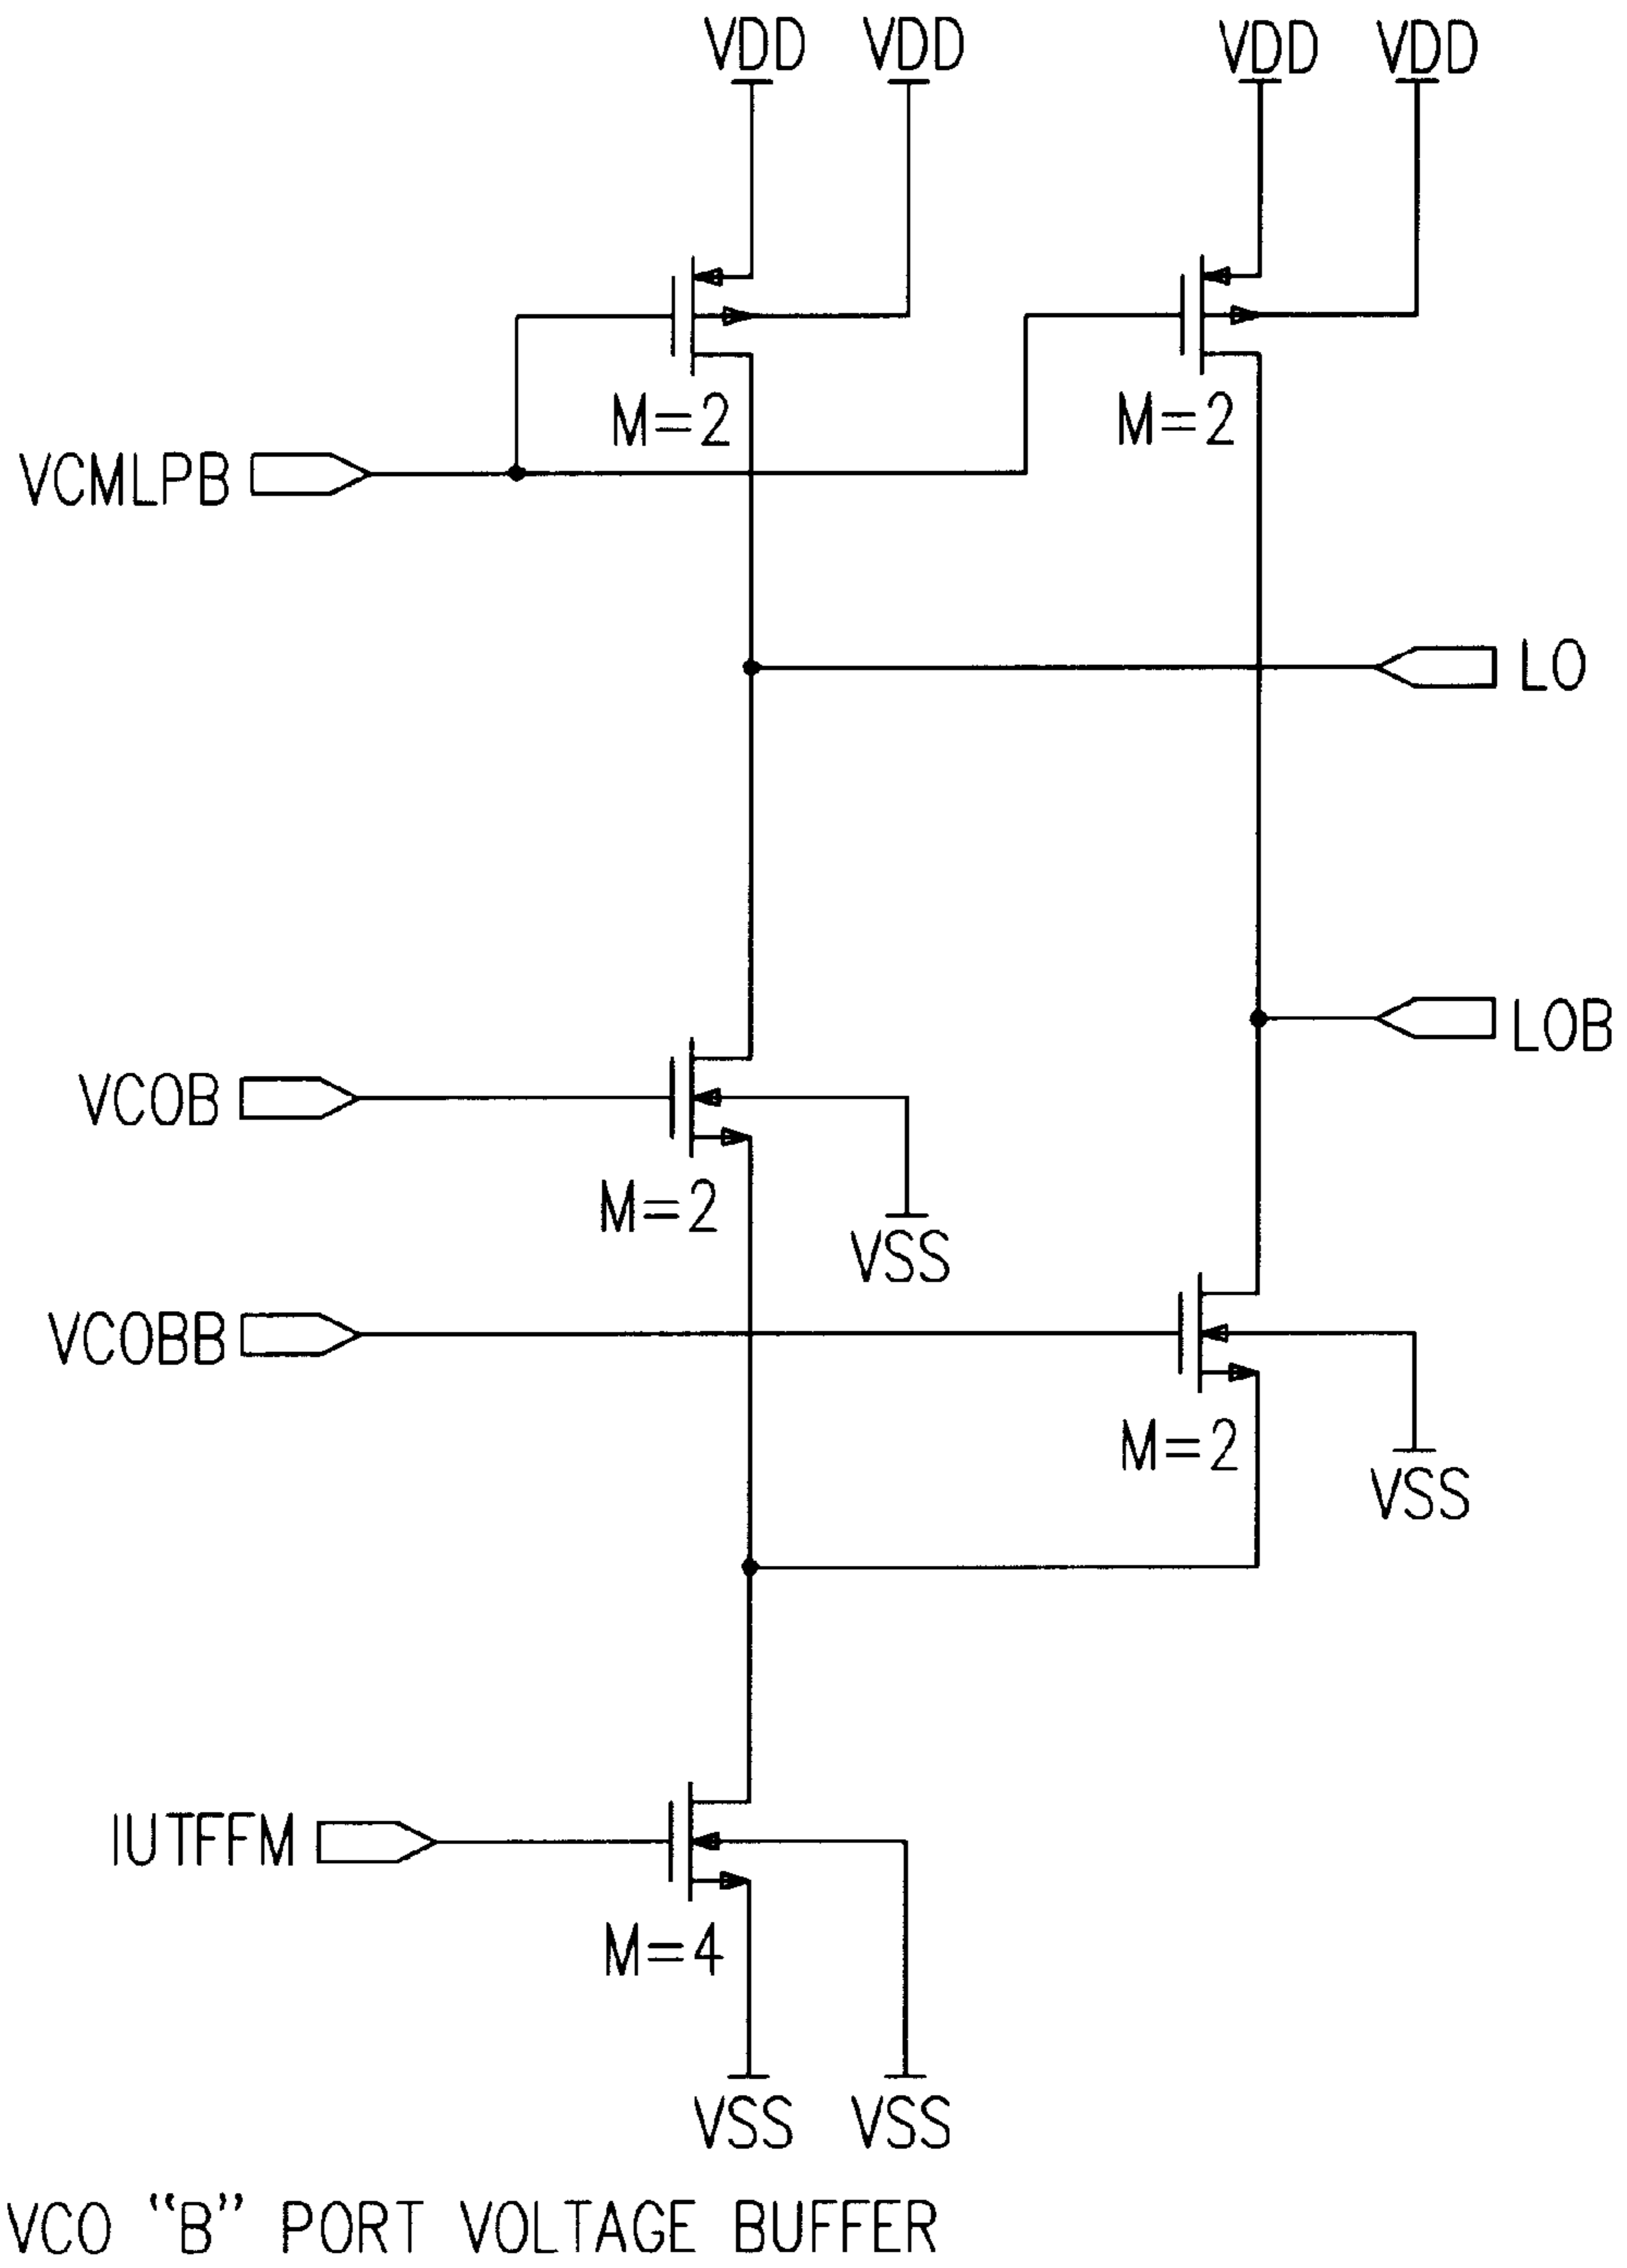 VDD VDD VDD VDD
M=2 M=2
VCMLPB
LO
LOB
VCOB
M=2
VSS
VCOBB
M=2
VSS
IUTFFM
M=4
VSS VSS
VCO "B" PORT VOLTAGE BUFFER